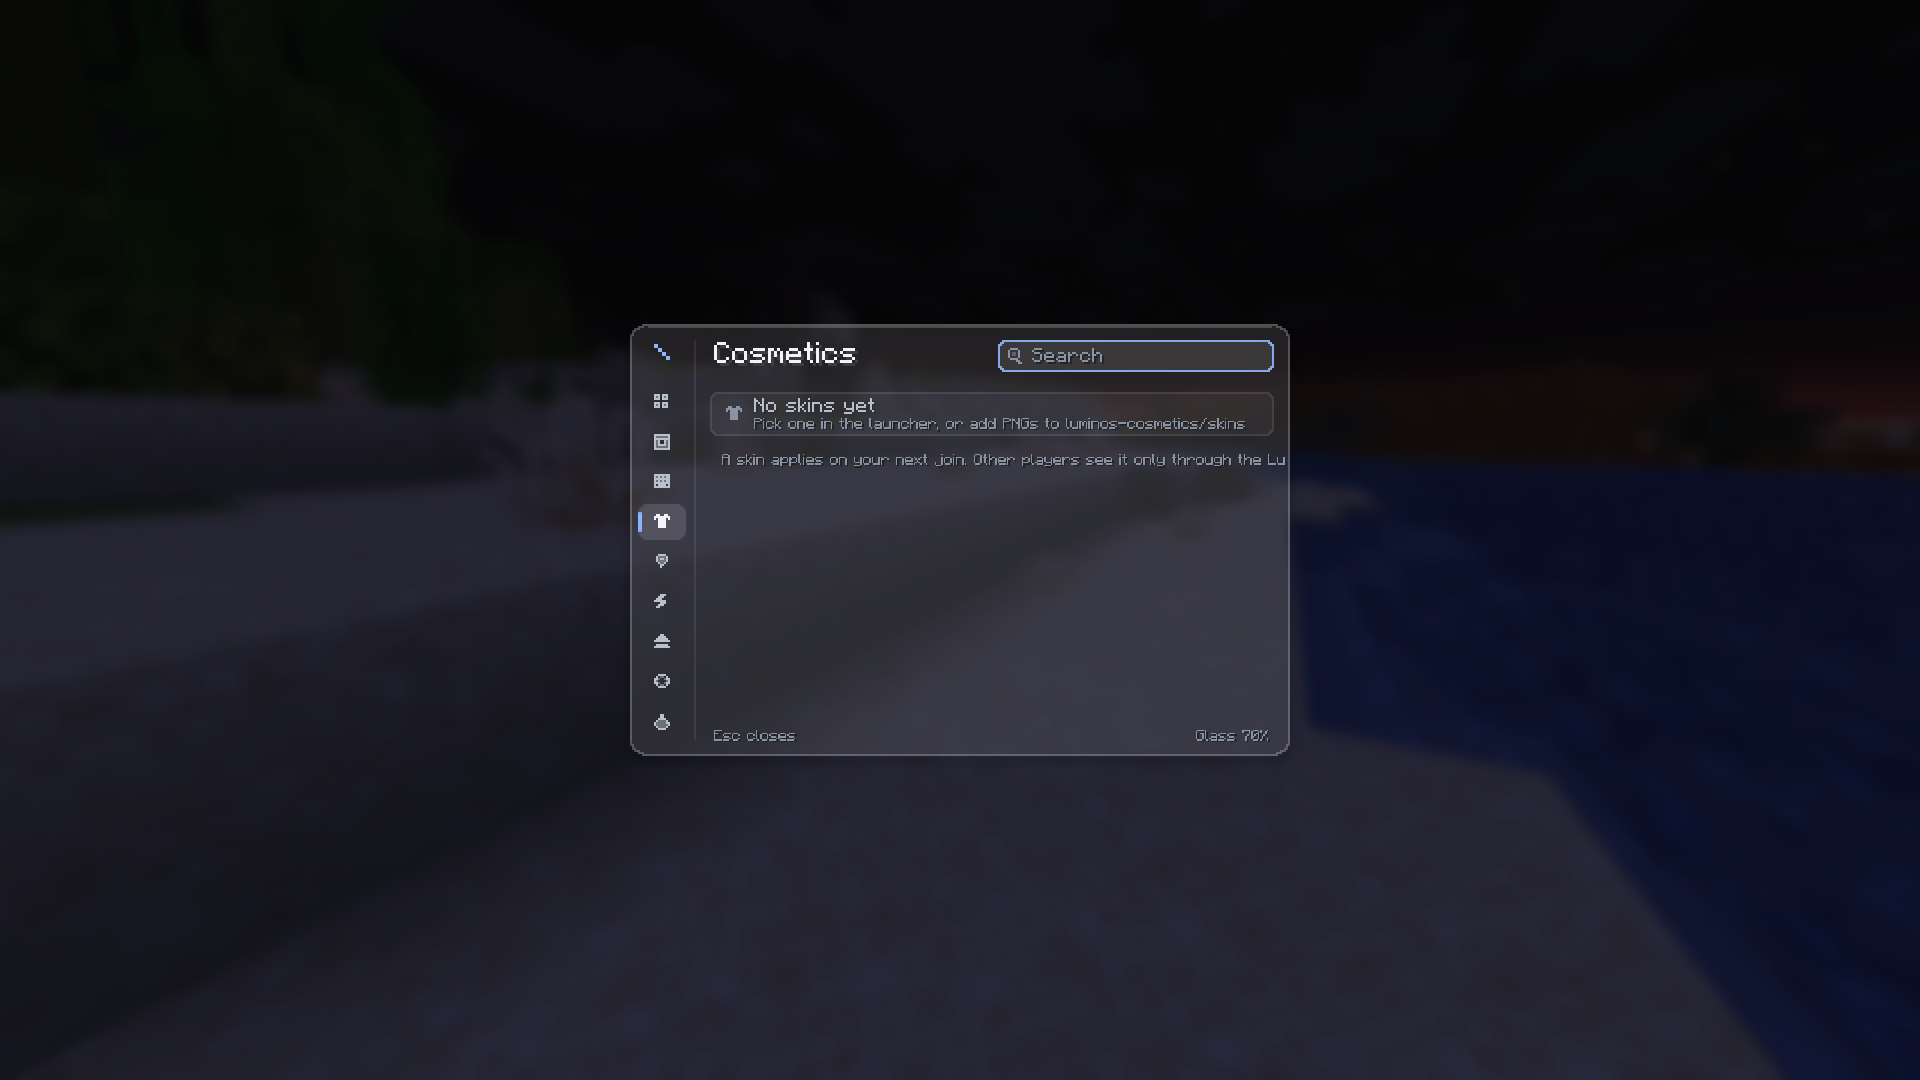 Cosmetics
Search
No skins yet
Pick one in the launcher, or add PNGs to luminos-cosmetics/skins
A skin applies on your next join. Other players see it only through the Lu
Esc closes
Glass 70%